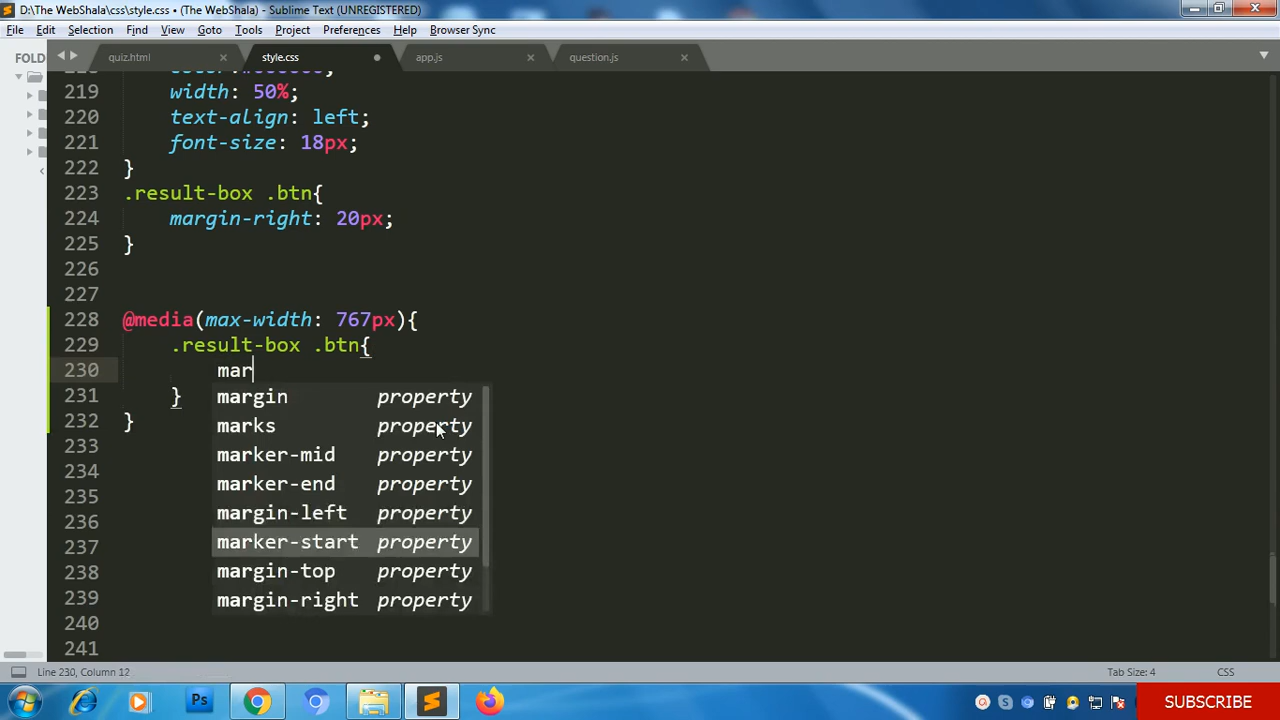 D:\The WebShala\css\style.css • (The WebShala) - Sublime Text (UNREGISTERED)
File Edit Selection Find View Goto Tools Project Preferences Help Browser Sync
FOLD
quiz.html
style.css
app.js
question.js
219 width: 50%;
220 text-align: left;
221 font-size: 18px;
222 }
223 .result-box .btn{
224 margin-right: 20px;
225 }
226
227
228 @media(max-width: 767px){
229 .result-box .btn{
230 mar
231 }
232 }
233
234
235
236
237
238
239
240
241
margin property
marks property
marker-mid property
marker-end property
margin-left property
marker-start property
margin-top property
margin-right property
Line 230, Column 12
Tab Size: 4
CSS
Ps
SUBSCRIBE